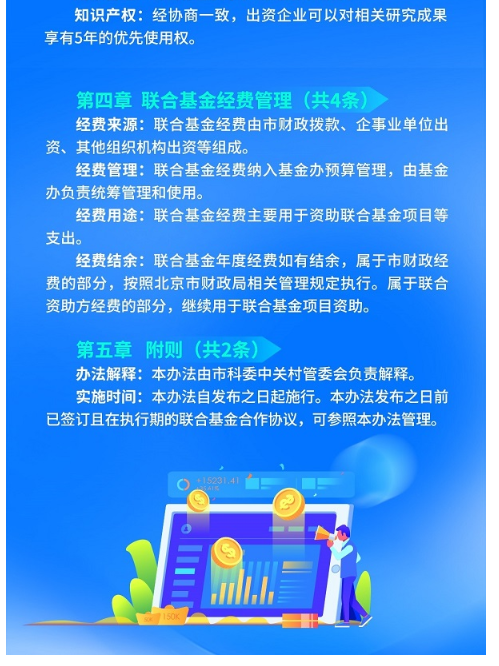 知识产权：经协商一致，出资企业可以对相关研究成果
享有5年的优先使用权。
第四章 联合基金经费管理（共4条）
经费来源：联合基金经费由市财政拨款、企事业单位出
资、其他组织机构出资等组成。
经费管理：联合基金经费纳入基金办预算管理，由基金
办负责统筹管理和使用。
经费用途：联合基金经费主要用于资助联合基金项目等
支出。
经费结余：联合基金年度经费如有结余，属于市财政经
费的部分，按照北京市财政局相关管理规定执行。属于联合
资助方经费的部分，继续用于联合基金项目资助。
第五章 附则（共2条）
办法解释：本办法由市科委中关村管委会负责解释。
实施时间：本办法自发布之日起施行。本办法发布之日前
已签订且在执行期的联合基金合作协议，可参照本办法管理。
+15231.41
150K